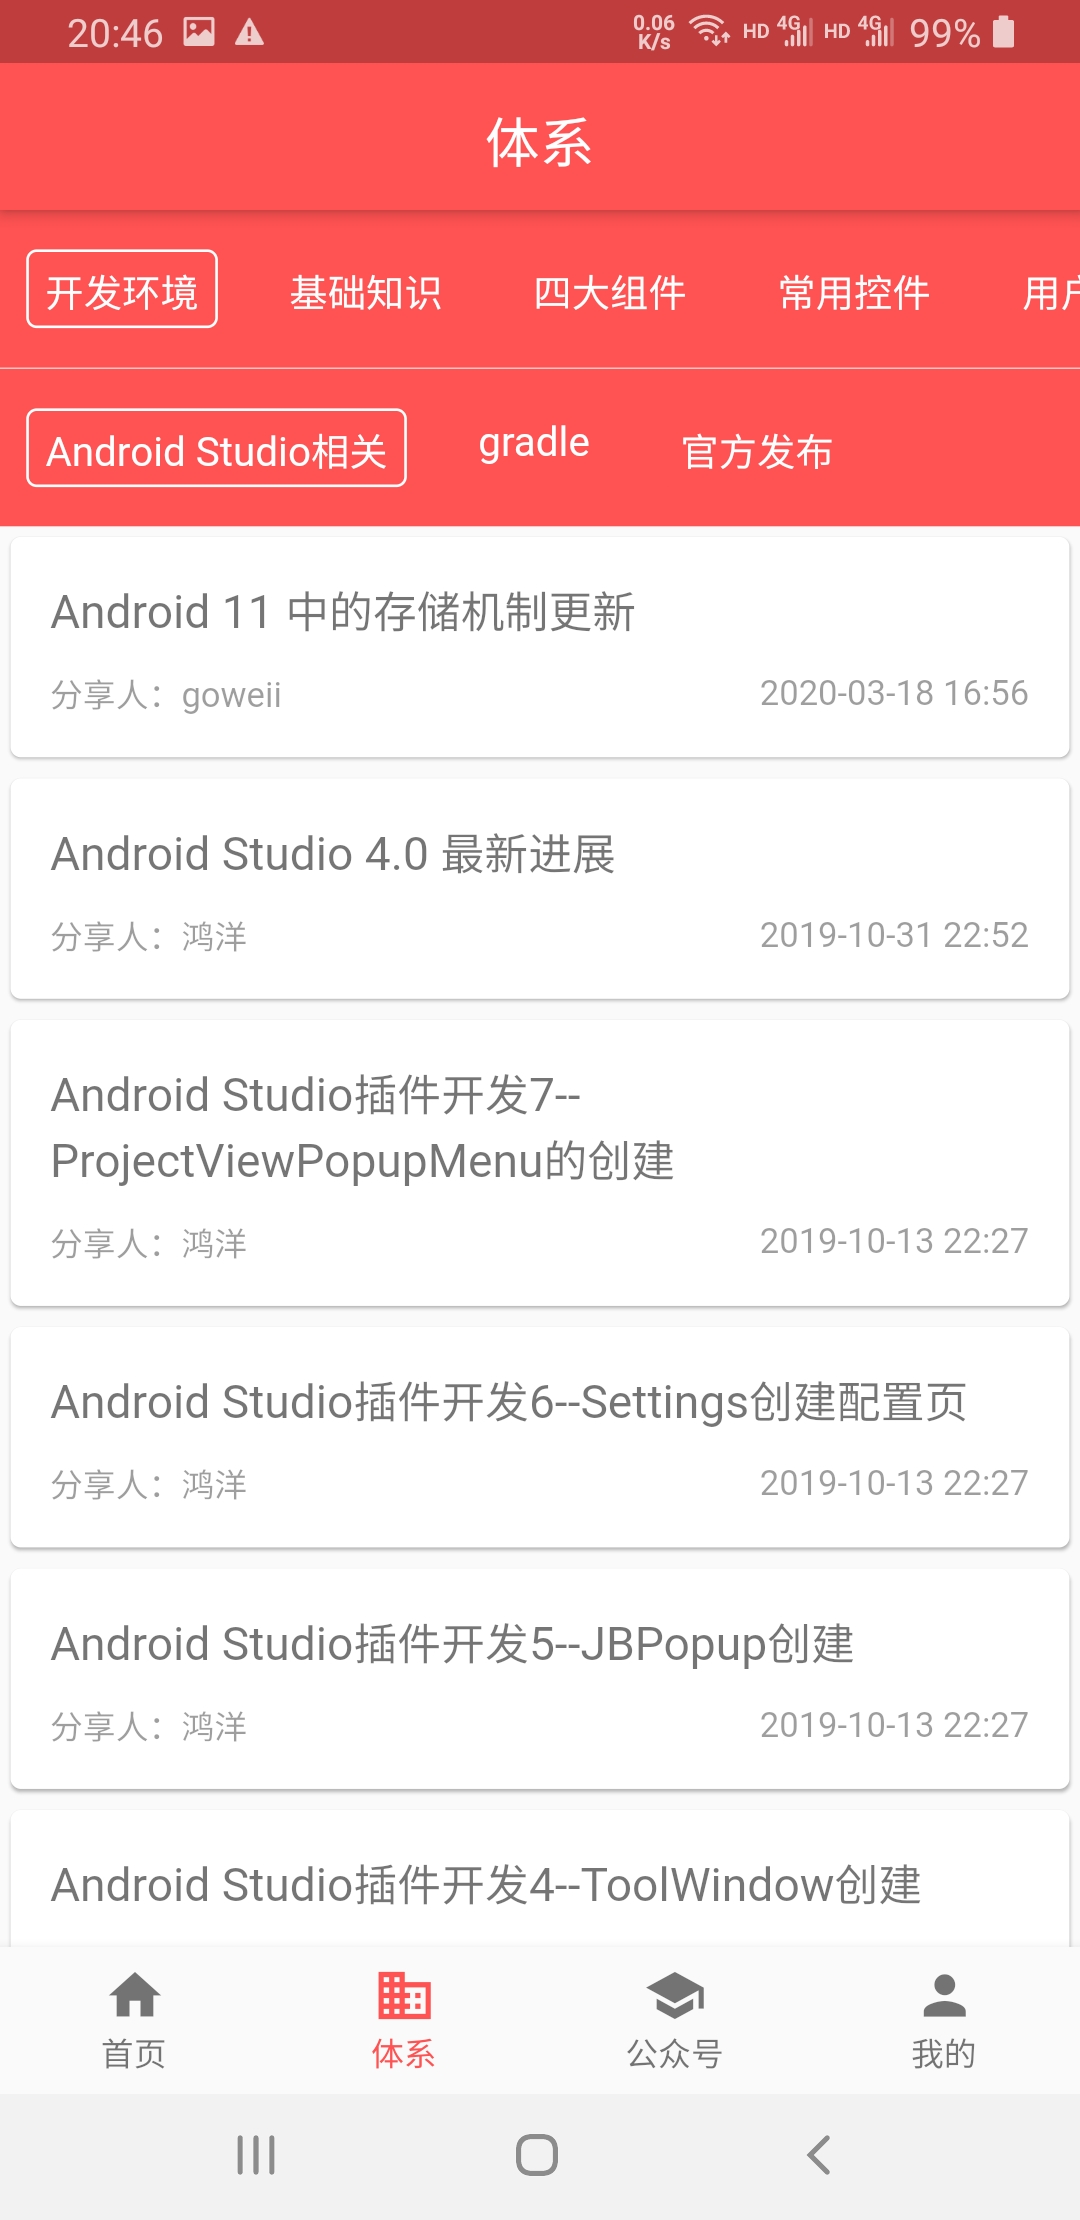 20:46
0.06 K/s HD 4G HD 4G 99%
体系
开发环境 基础知识 四大组件 常用控件 用户
Android Studio相关 gradle 官方发布
Android 11 中的存储机制更新
分享人：goweii 2020-03-18 16:56
Android Studio 4.0 最新进展
分享人：鸿洋 2019-10-31 22:52
Android Studio插件开发7--
ProjectViewPopupMenu的创建
分享人：鸿洋 2019-10-13 22:27
Android Studio插件开发6--Settings创建配置页
分享人：鸿洋 2019-10-13 22:27
Android Studio插件开发5--JBPopup创建
分享人：鸿洋 2019-10-13 22:27
Android Studio插件开发4--ToolWindow创建
首页 体系 公众号 我的